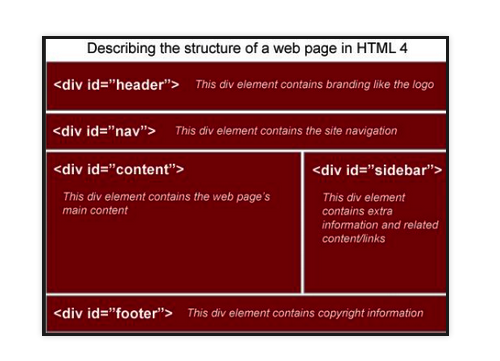 Describing the structure of a web page in HTML 4
<div id=”header”> This div element contains branding like the logo
<div id=”nav”> This div element contains the site navigation
<div id=”content”>
This div element contains the web page’s
main content
<div id=”sidebar”>
This div element
contains extra
information and related
content/links
<div id=”footer”> This div element contains copyright information